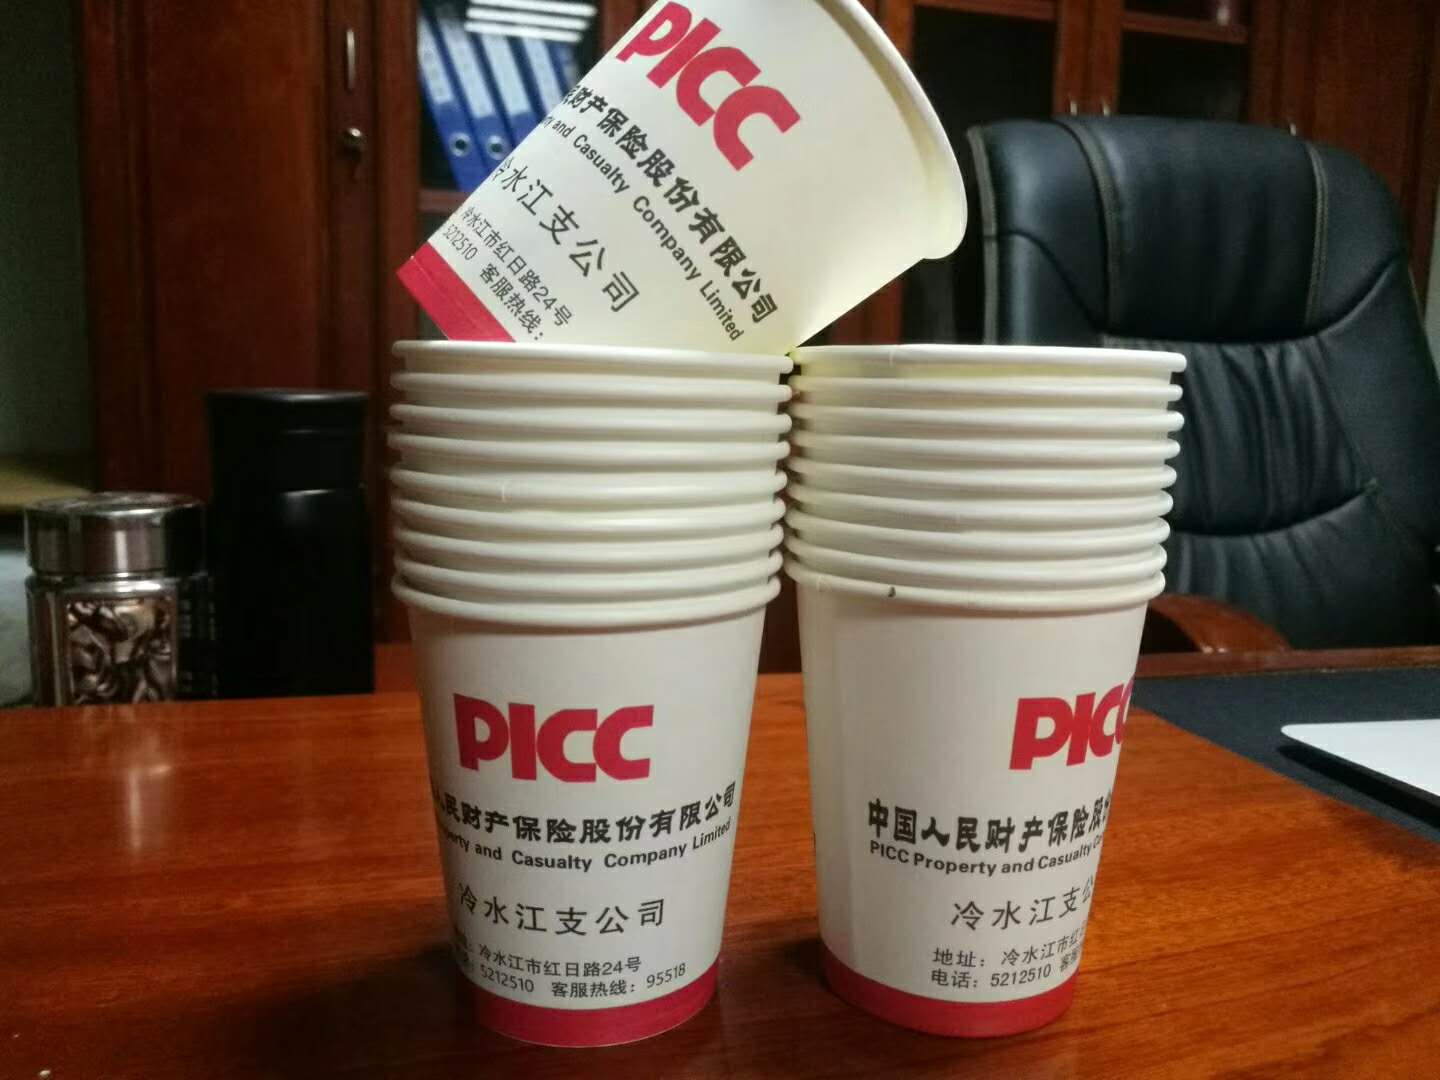 PICC
民财产保险股份有限公司
and Casualty Company Limited
冷水江支公司
冷水江市红日路24号
5212510 客服热线：
PICC
人民财产保险股份有限公司
and Casualty Company Limited
冷水江支公司
冷水江市红日路24号
5212510 客服热线：95518
PICC
中国人民财产保险股
PICC Property and Casualty
冷水江支公
地址：冷水江市红
电话：5212510 客